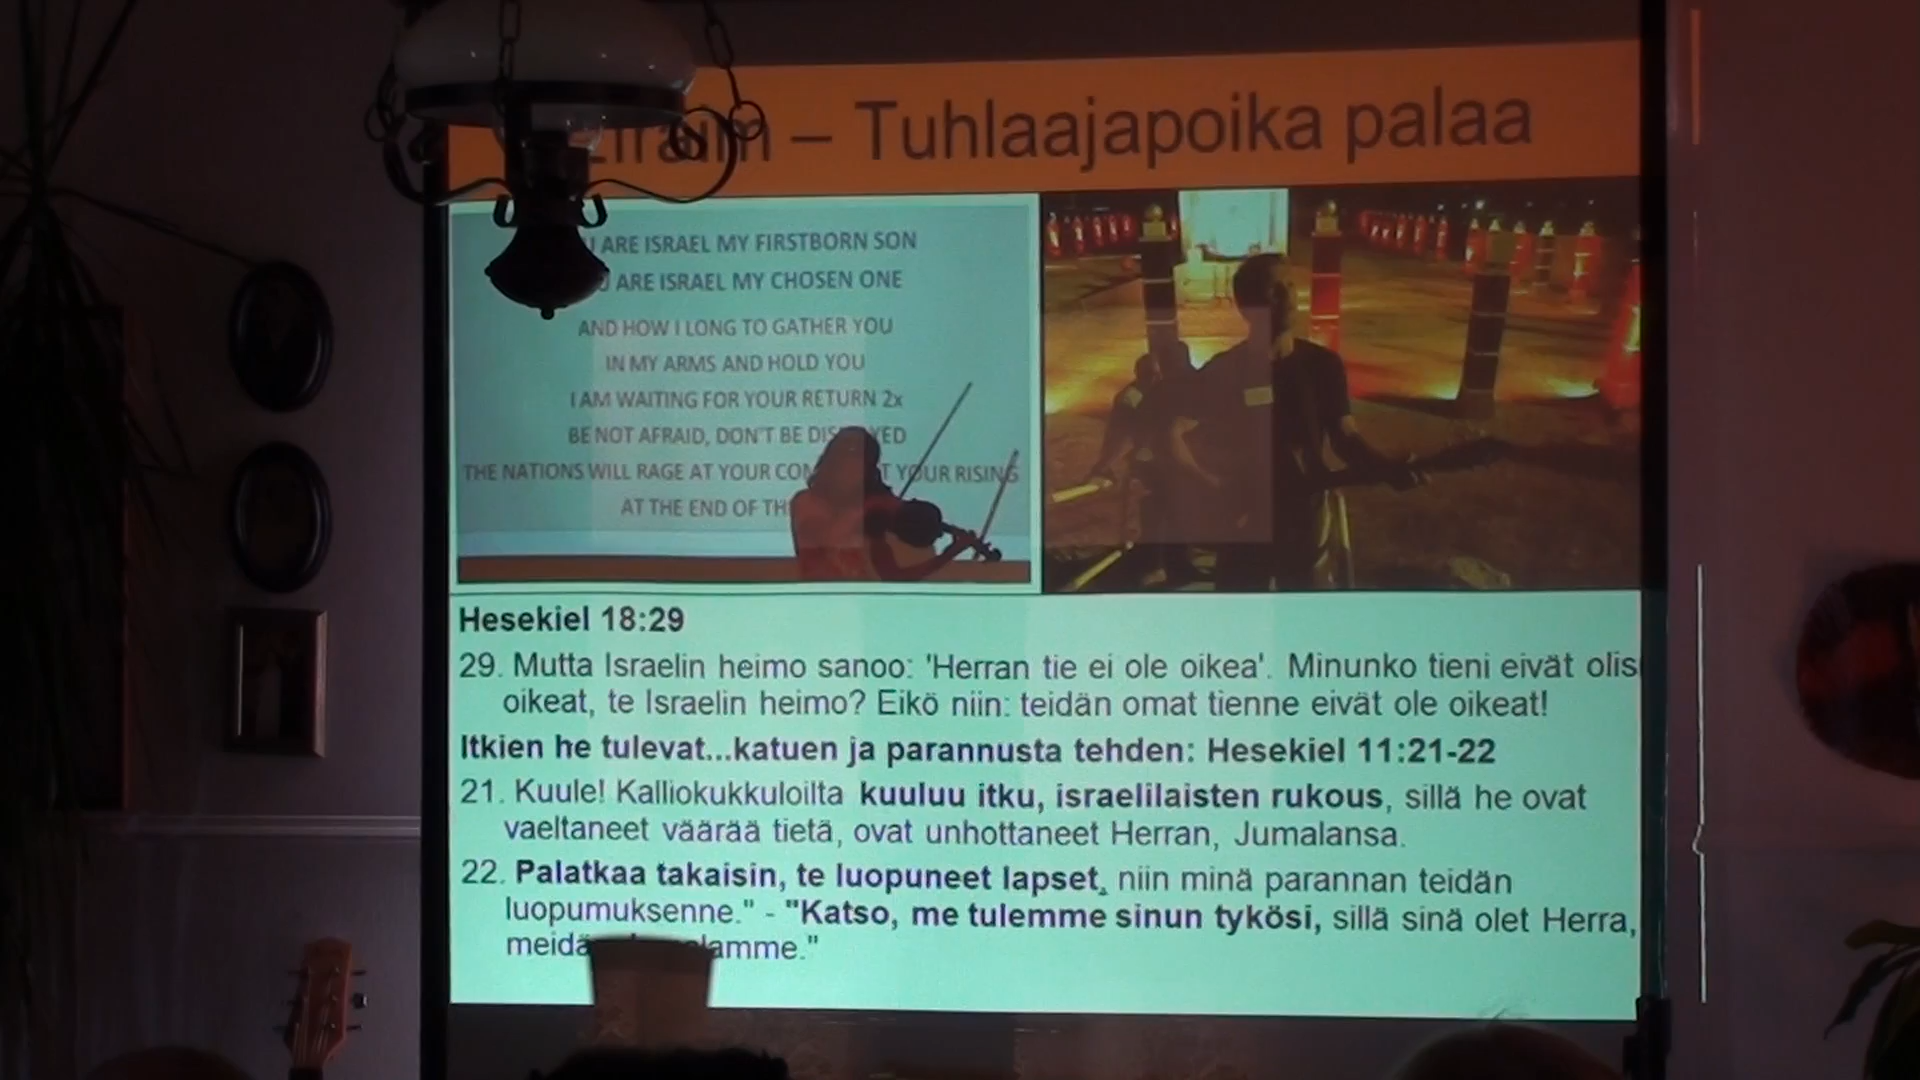 – Tuhlaajapoika palaa
ARE ISRAEL MY FIRSTBORN SON
ARE ISRAEL MY CHOSEN ONE
AND HOW I LONG TO GATHER YOU
IN MY ARMS AND HOLD YOU
I AM WAITING FOR YOUR RETURN 2x
BE NOT AFRAID, DON'T BE
THE NATIONS WILL RAGE AT YOUR YOUR RISING
AT THE END OF
Hesekiel 18:29
29. Mutta Israelin heimo sanoo: 'Herran tie ei ole oikea'. Minunko tieni eivät olis
oikeat, te Israelin heimo? Eikö niin: teidän omat tienne eivät ole oikeat!
Itkien he tulevat...katuen ja parannusta tehden: Hesekiel 11:21-22
21. Kuule! Kalliokukkuloilta kuuluu itku, israelilaisten rukous, sillä he ovat
vaeltaneet väärää tietä, ovat unhottaneet Herran, Jumalansa.
22. Palatkaa takaisin, te luopuneet lapset, niin minä parannan teidän
luopumuksenne." - "Katso, me tulemme sinun tykösi, sillä sinä olet Herra,